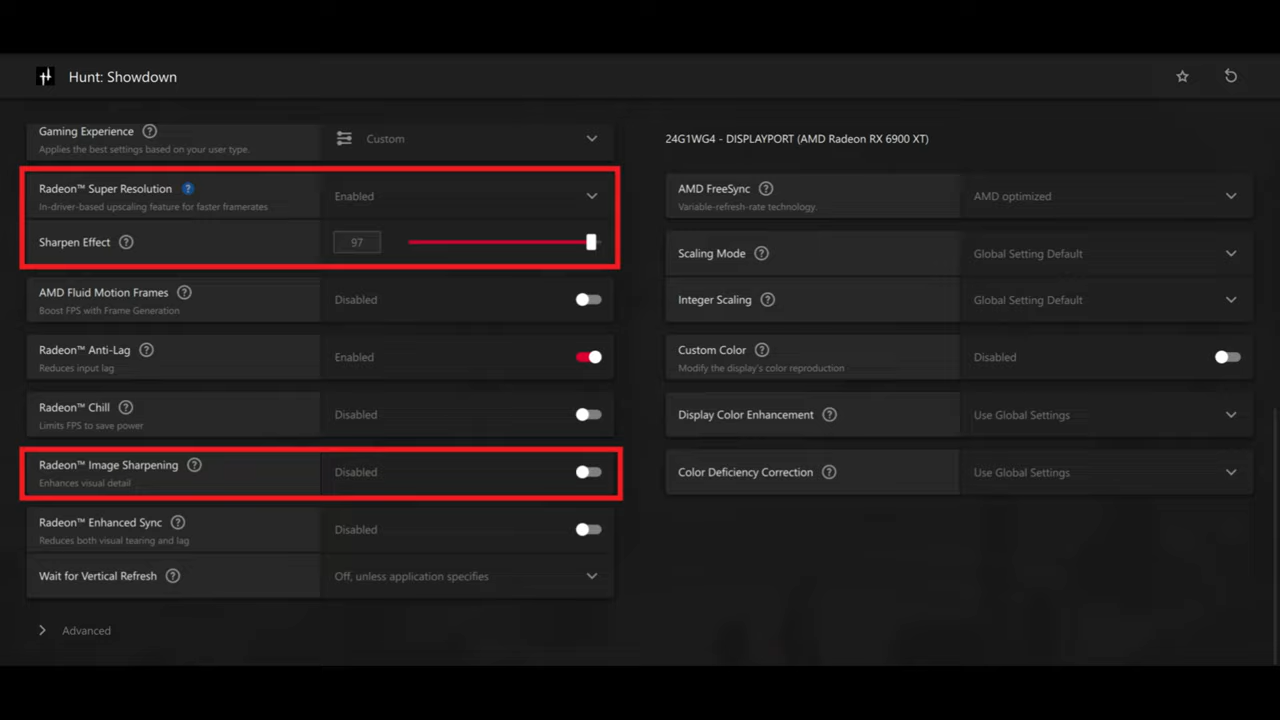 Hunt: Showdown
Gaming Experience ?
Applies the best settings based on your user type.
Custom
Radeon™ Super Resolution ?
In-driver-based upscaling feature for faster framerates
Enabled
Sharpen Effect ?
97
AMD Fluid Motion Frames ?
Boost FPS with Frame Generation
Disabled
Radeon™ Anti-Lag ?
Reduces input lag
Enabled
Radeon™ Chill ?
Limits FPS to save power
Disabled
Radeon™ Image Sharpening ?
Enhances visual detail
Disabled
Radeon™ Enhanced Sync ?
Reduces both visual tearing and lag
Disabled
Wait for Vertical Refresh ?
Off, unless application specifies
Advanced
24G1WG4 - DISPLAYPORT (AMD Radeon RX 6900 XT)
AMD FreeSync ?
Variable-refresh-rate technology.
AMD optimized
Scaling Mode ?
Global Setting Default
Integer Scaling ?
Global Setting Default
Custom Color ?
Modify the display's color reproduction
Disabled
Display Color Enhancement ?
Use Global Settings
Color Deficiency Correction ?
Use Global Settings